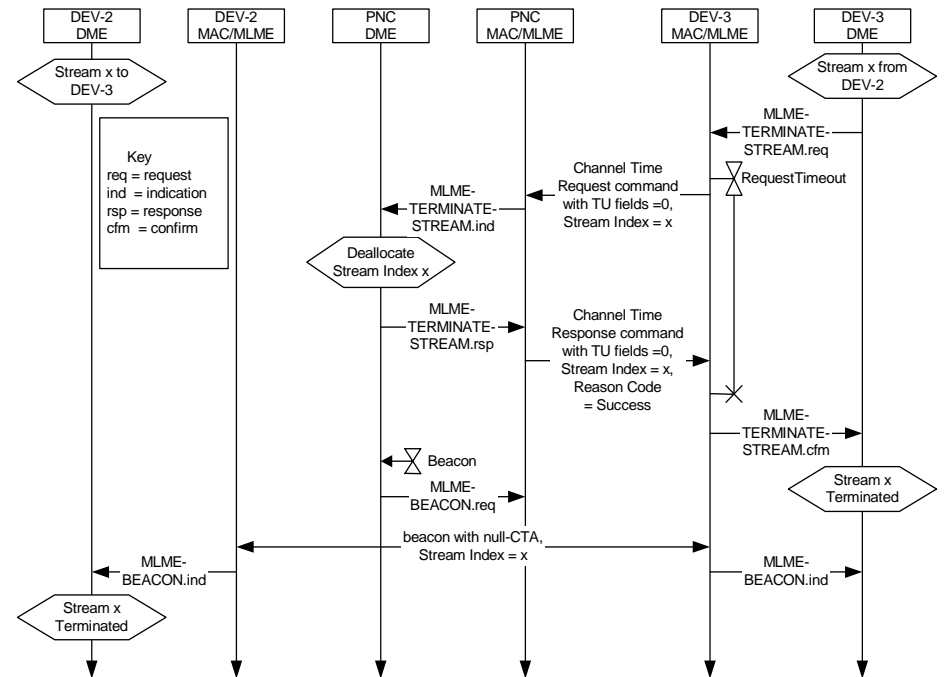 DEV-2
DME
DEV-2
MAC/MLME
PNC
DME
PNC
MAC/MLME
DEV-3
MAC/MLME
DEV-3
DME
Stream x to
DEV-3
Stream x from
DEV-2
Key
req = request
ind = indication
rsp = response
cfm = confirm
MLME-
TERMINATE-
STREAM.req
RequestTimeout
Channel Time
Request command
with TU fields =0,
Stream Index = x
MLME-
TERMINATE-
STREAM.ind
Deallocate
Stream Index x
MLME-
TERMINATE-
STREAM.rsp
Channel Time
Response command
with TU fields =0,
Stream Index = x,
Reason Code
= Success
MLME-
TERMINATE-
STREAM.cfm
Stream x
Terminated
Beacon
MLME-
BEACON.req
beacon with null-CTA,
Stream Index = x
MLME-
BEACON.ind
MLME-
BEACON.ind
Stream x
Terminated